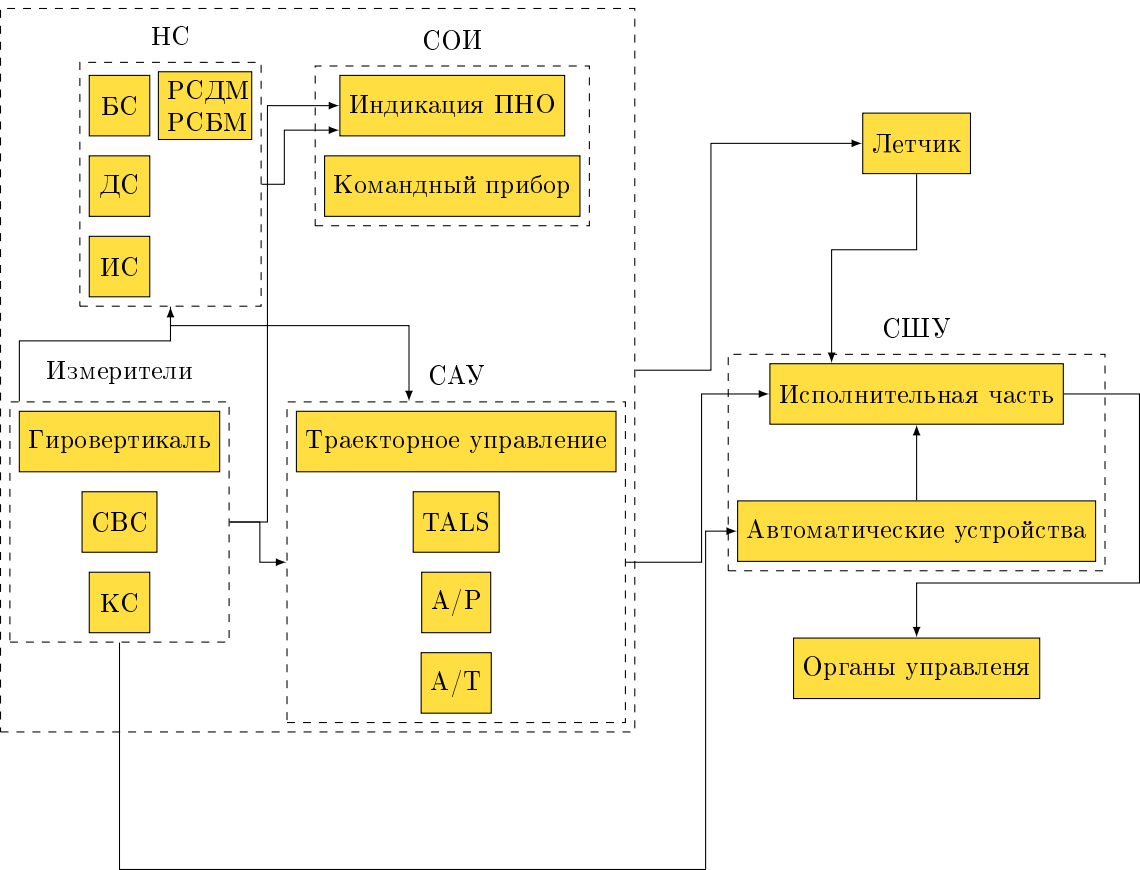 НС
СОИ
БС
РСДМ
РСБМ
Индикация ПНО
Летчик
ДС
Командный прибор
ИС
СШУ
Измерители
САУ
Исполнительная часть
Гировертикаль
Траекторное управление
СВС
TALS
Автоматические устройства
КС
А/Р
Органы управленя
А/Т